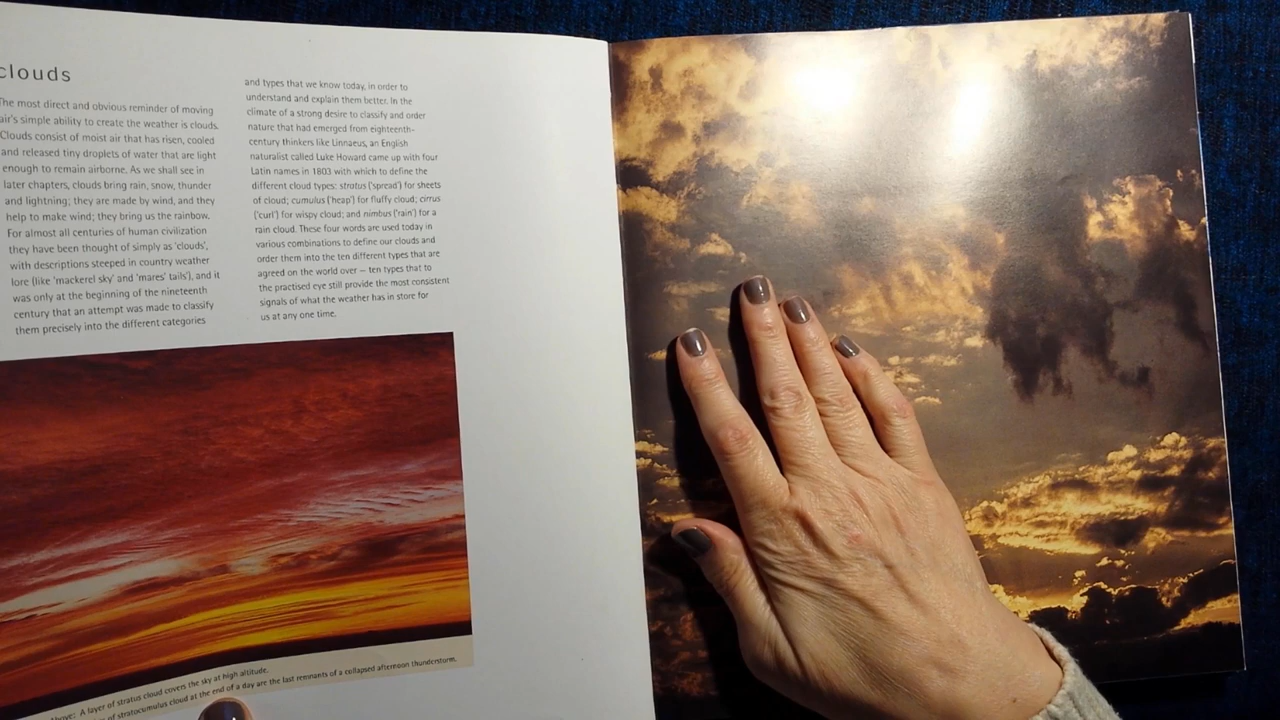 clouds
The most direct and obvious reminder of moving
air's simple ability to create the weather is clouds.
Clouds consist of moist air that has risen, cooled
and released tiny droplets of water that are light
enough to remain airborne. As we shall see in
later chapters, clouds bring rain, snow, thunder
and lightning; they are made by wind, and they
help to make wind; they bring us the rainbow.
For almost all centuries of human civilization
they have been thought of simply as 'clouds',
with descriptions steeped in country weather
lore (like 'mackerel sky' and 'mares' tails'), and it
was only at the beginning of the nineteenth
century that an attempt was made to classify
them precisely into the different categories
and types that we know today, in order to
understand and explain them better. In the
climate of a strong desire to classify and order
nature that had emerged from eighteenth-
century thinkers like Linnaeus, an English
naturalist called Luke Howard came up with four
Latin names in 1803 with which to define the
different cloud types: stratus ('spread') for sheets
of cloud; cumulus ('heap') for fluffy cloud; cirrus
('curl') for wispy cloud; and nimbus ('rain') for a
rain cloud. These four words are used today in
various combinations to define our clouds and
order them into the ten different types that are
agreed on the world over – ten types that to
the practised eye still provide the most consistent
signals of what the weather has in store for
us at any one time.
Above: A layer of stratus cloud covers the sky at high altitude.
of stratocumulus cloud at the end of a day are the last remnants of a collapsed afternoon thunderstorm.